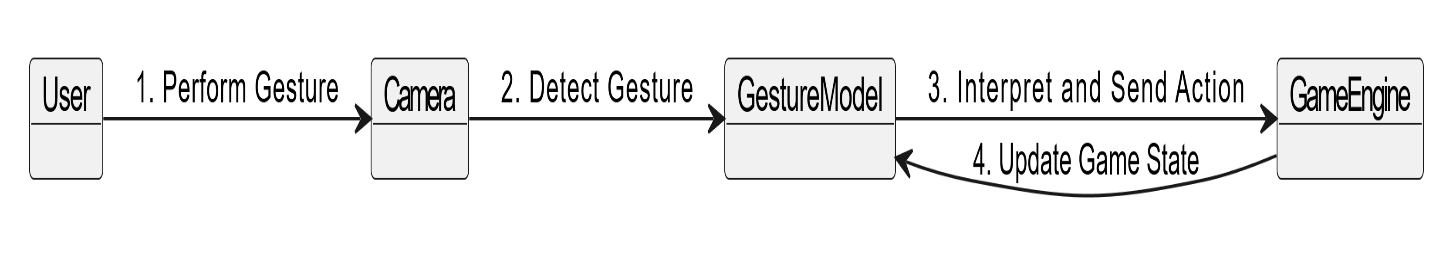 User
1. Perform Gesture
Camera
2. Detect Gesture
GestureModel
3. Interpret and Send Action
GameEngine
4. Update Game State